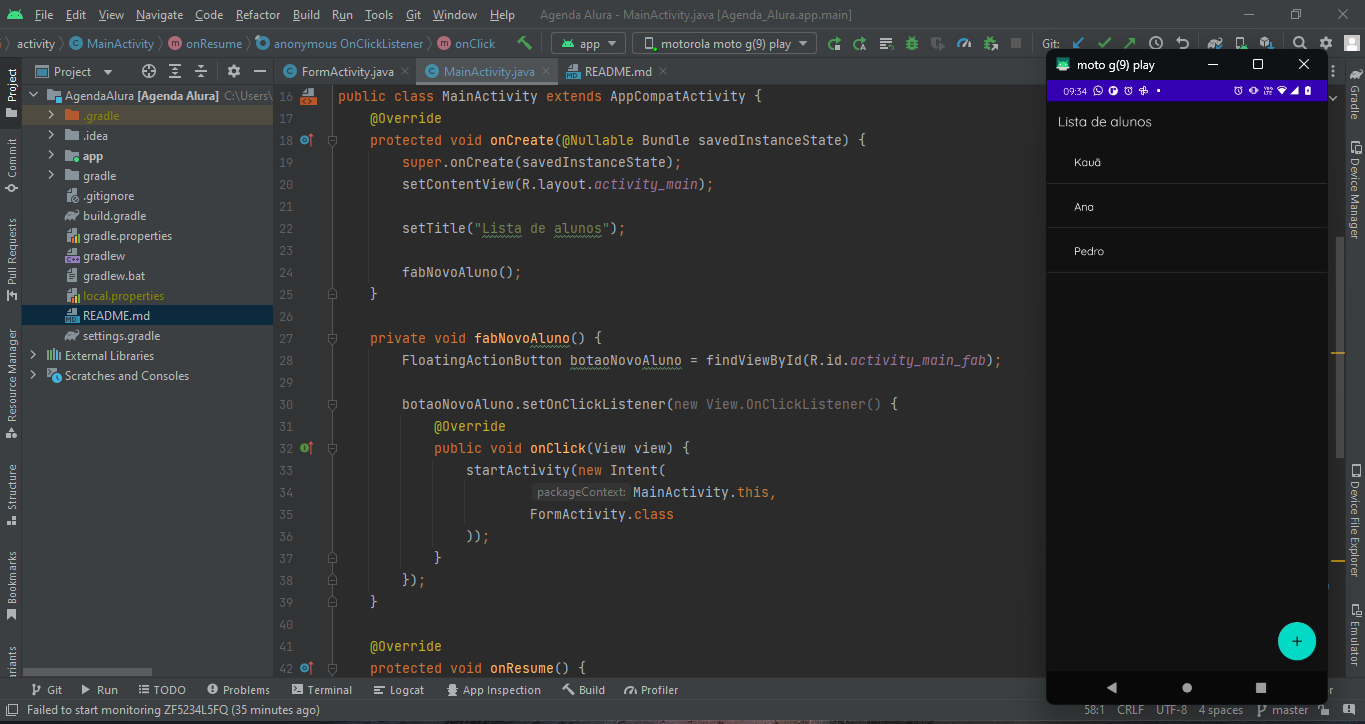 File Edit View Navigate Code Refactor Build Run Tools Git Window Help Agenda Alura - MainActivity.java [Agenda_Alura.app.main]
activity MainActivity onResume anonymous OnClickListener onClick app motorola moto g(9) play Git:
Project
FormActivity.java MainActivity.java README.md
AgendaAlura [Agenda Alura] C:\Users\
.gradle
.idea
app
gradle
.gitignore
build.gradle
gradle.properties
gradlew
gradlew.bat
local.properties
README.md
settings.gradle
External Libraries
Scratches and Consoles
Project
Commit
Pull Requests
Resource Manager
Structure
Bookmarks
16 public class MainActivity extends AppCompatActivity {
17 @Override
18 protected void onCreate(@Nullable Bundle savedInstanceState) {
19 super.onCreate(savedInstanceState);
20 setContentView(R.layout.activity_main);
21
22 setTitle("Lista de alunos");
23
24 fabNovoAluno();
25 }
26
27 private void fabNovoAluno() {
28 FloatingActionButton botaoNovoAluno = findViewById(R.id.activity_main_fab);
29
30 botaoNovoAluno.setOnClickListener(new View.OnClickListener() {
31 @Override
32 public void onClick(View view) {
33 startActivity(new Intent(
34 packageContext: MainActivity.this,
35 FormActivity.class
36 ));
37 }
38 });
39 }
40
41 @Override
42 protected void onResume() {
moto g(9) play
09:34
Lista de alunos
Kauã
Ana
Pedro
+
Gradle
Device Manager
Device File Explorer
Emulator
Git Run TODO Problems Terminal Logcat App Inspection Build Profiler
Failed to start monitoring ZF5234L5FQ (35 minutes ago) 58:1 CRLF UTF-8 4 spaces master